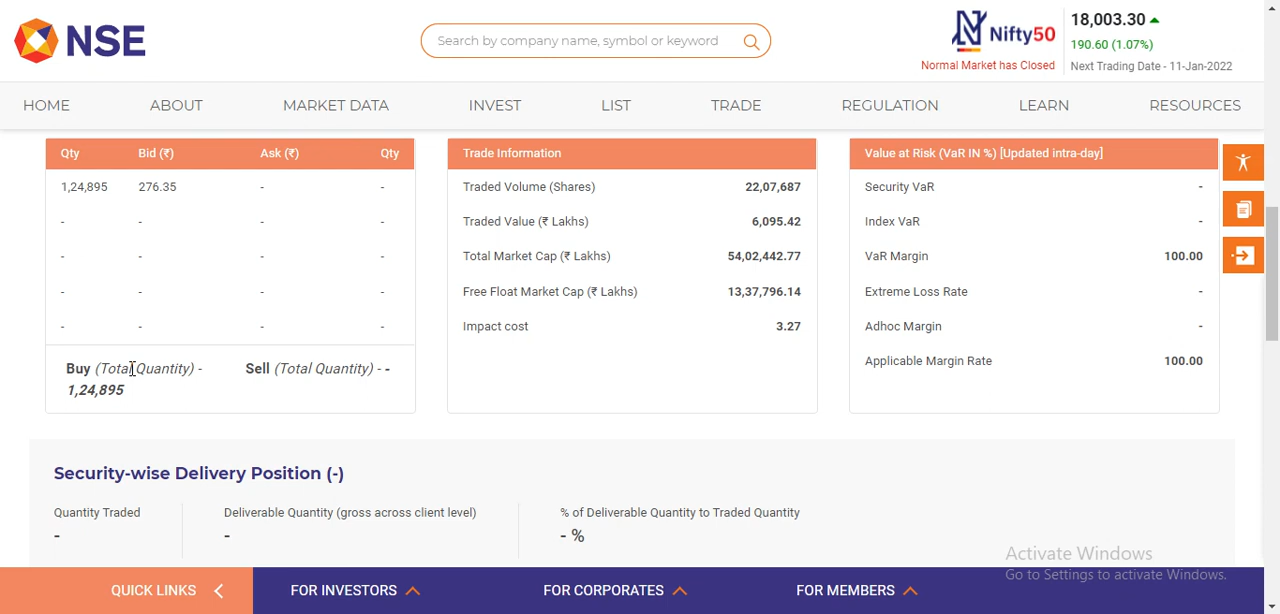 NSE
Search by company name, symbol or keyword
Nifty50
Normal Market has Closed
18,003.30
190.60 (1.07%)
Next Trading Date - 11-Jan-2022
HOME ABOUT MARKET DATA INVEST LIST TRADE REGULATION LEARN RESOURCES
Qty Bid (₹) Ask (₹) Qty
1,24,895 276.35 - -
- - - -
- - - -
- - - -
- - - -
Buy (Total Quantity) - 1,24,895
Sell (Total Quantity) - -
Trade Information
Traded Volume (Shares) 22,07,687
Traded Value (₹ Lakhs) 6,095.42
Total Market Cap (₹ Lakhs) 54,02,442.77
Free Float Market Cap (₹ Lakhs) 13,37,796.14
Impact cost 3.27
Value at Risk (VaR IN %) [Updated intra-day]
Security VaR -
Index VaR -
VaR Margin 100.00
Extreme Loss Rate -
Adhoc Margin -
Applicable Margin Rate 100.00
Security-wise Delivery Position (-)
Quantity Traded
-
Deliverable Quantity (gross across client level)
-
% of Deliverable Quantity to Traded Quantity
- %
Activate Windows
Go to Settings to activate Windows.
QUICK LINKS FOR INVESTORS FOR CORPORATES FOR MEMBERS